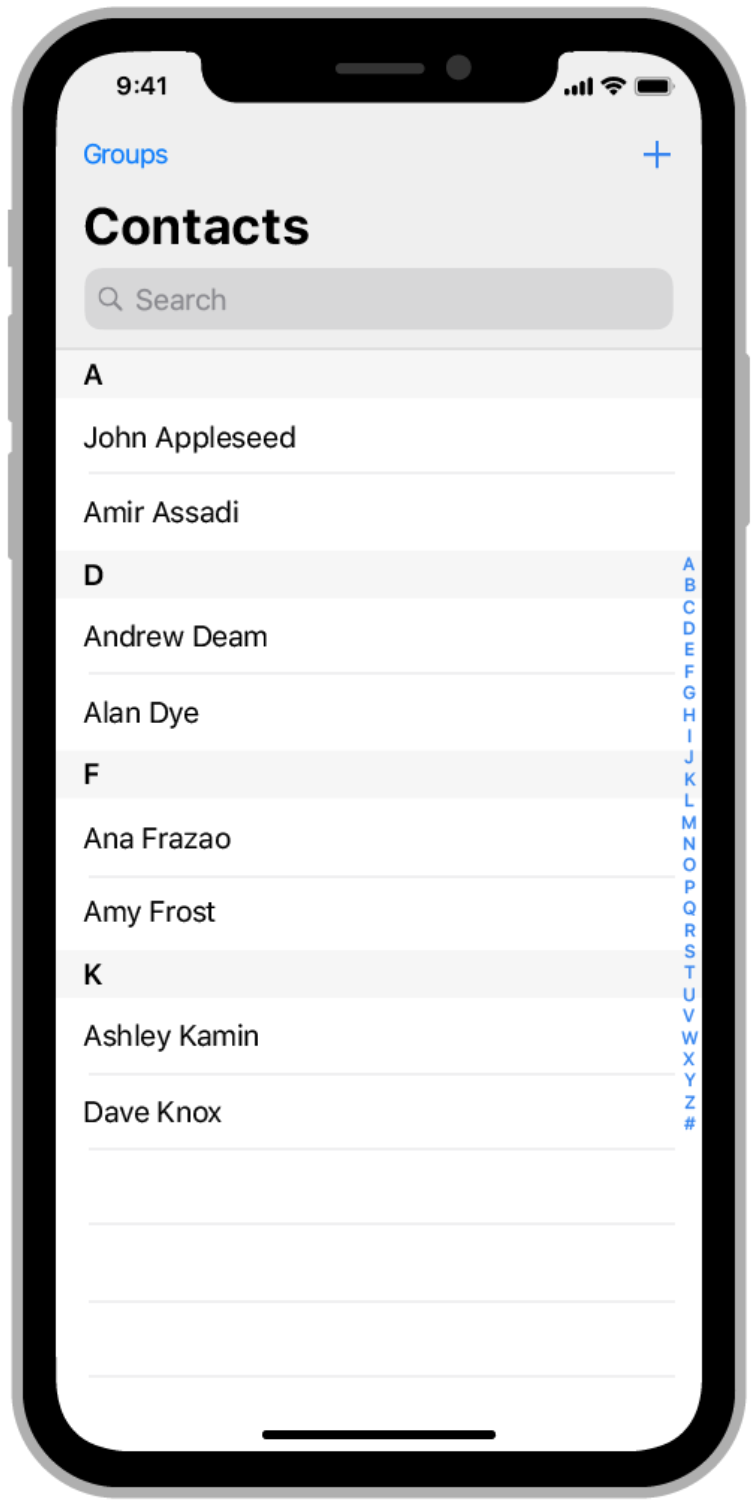 9:41
Groups
Contacts
Search
A
John Appleseed
Amir Assadi
D
Andrew Deam
Alan Dye
F
Ana Frazao
Amy Frost
K
Ashley Kamin
Dave Knox
A
B
C
D
E
F
G
H
I
J
K
L
M
N
O
P
Q
R
S
T
U
V
W
X
Y
Z
#